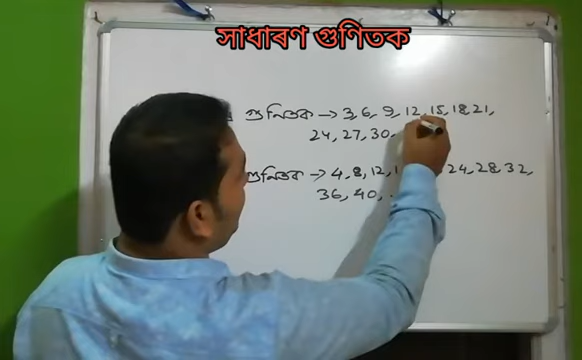 সাধাৰণ গুণিতক
গুণিতক → 3, 6, 9, 12, 15, 18, 21,
24, 27, 30,
গুণিতক → 4, 8, 12, 24, 28, 32,
36, 40,